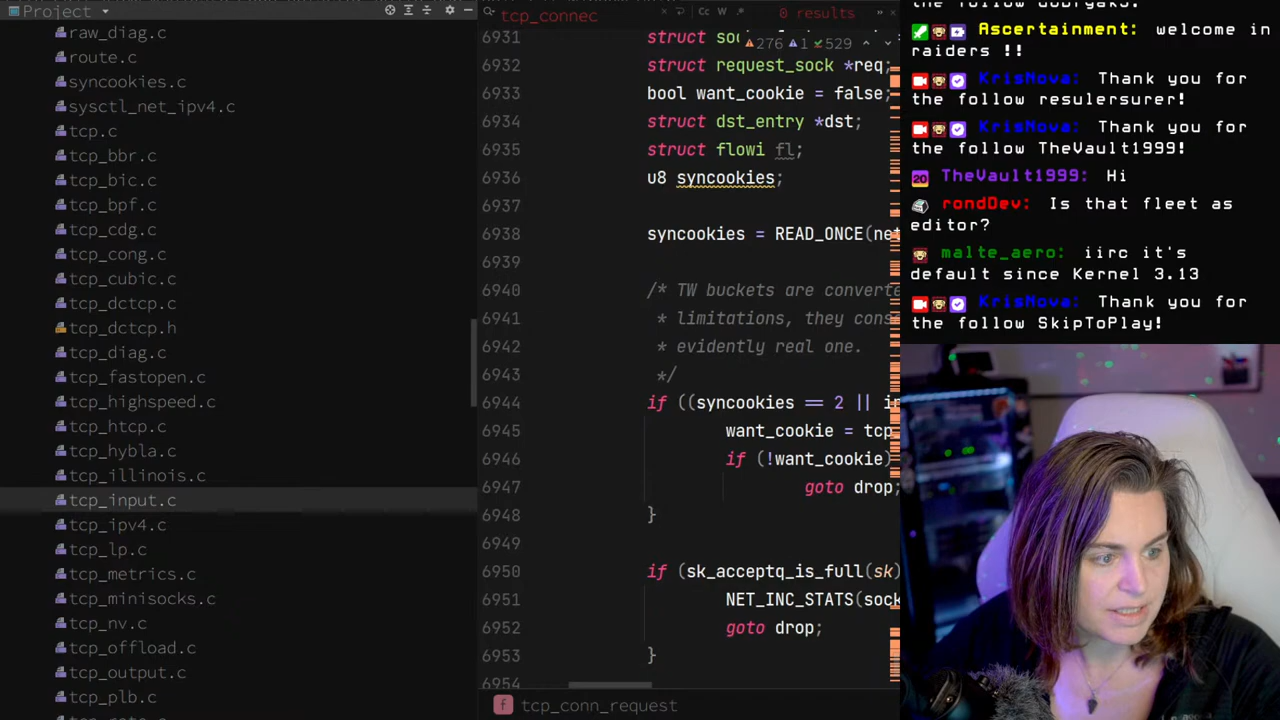 Project
raw_diag.c
route.c
syncookies.c
sysctl_net_ipv4.c
tcp.c
tcp_bbr.c
tcp_bic.c
tcp_bpf.c
tcp_cdg.c
tcp_cong.c
tcp_cubic.c
tcp_dctcp.c
tcp_dctcp.h
tcp_diag.c
tcp_fastopen.c
tcp_highspeed.c
tcp_htcp.c
tcp_hybla.c
tcp_illinois.c
tcp_input.c
tcp_ipv4.c
tcp_lp.c
tcp_metrics.c
tcp_minisocks.c
tcp_nv.c
tcp_offload.c
tcp_output.c
tcp_plb.c
tcp_connec
Cc W .*
0 results
276 1 529
6931 struct
6932 struct request_sock *req;
6933 bool want_cookie = false;
6934 struct dst_entry *dst;
6935 struct flowi fl;
6936 u8 syncookies;
6937
6938 syncookies = READ_ONCE(
6939
6940 /* TW buckets are
6941 * limitations, they
6942 * evidently real one.
6943 */
6944 if ((syncookies == 2 ||
6945 want_cookie =
6946 if (!want_cookie)
6947 goto drop;
6948 }
6949
6950 if (sk_acceptq_is_full(sk)
6951 NET_INC_STATS(
6952 goto drop;
6953 }
6954
tcp_conn_request
Ascertainment: welcome in
raiders !!
KrisNova: Thank you for
the follow resulersurer!
KrisNova: Thank you for
the follow TheVault1999!
20 TheVault1999: Hi
rondDev: Is that fleet as
editor?
malte_aero: iirc it's
default since Kernel 3.13
KrisNova: Thank you for
the follow SkipToPlay!